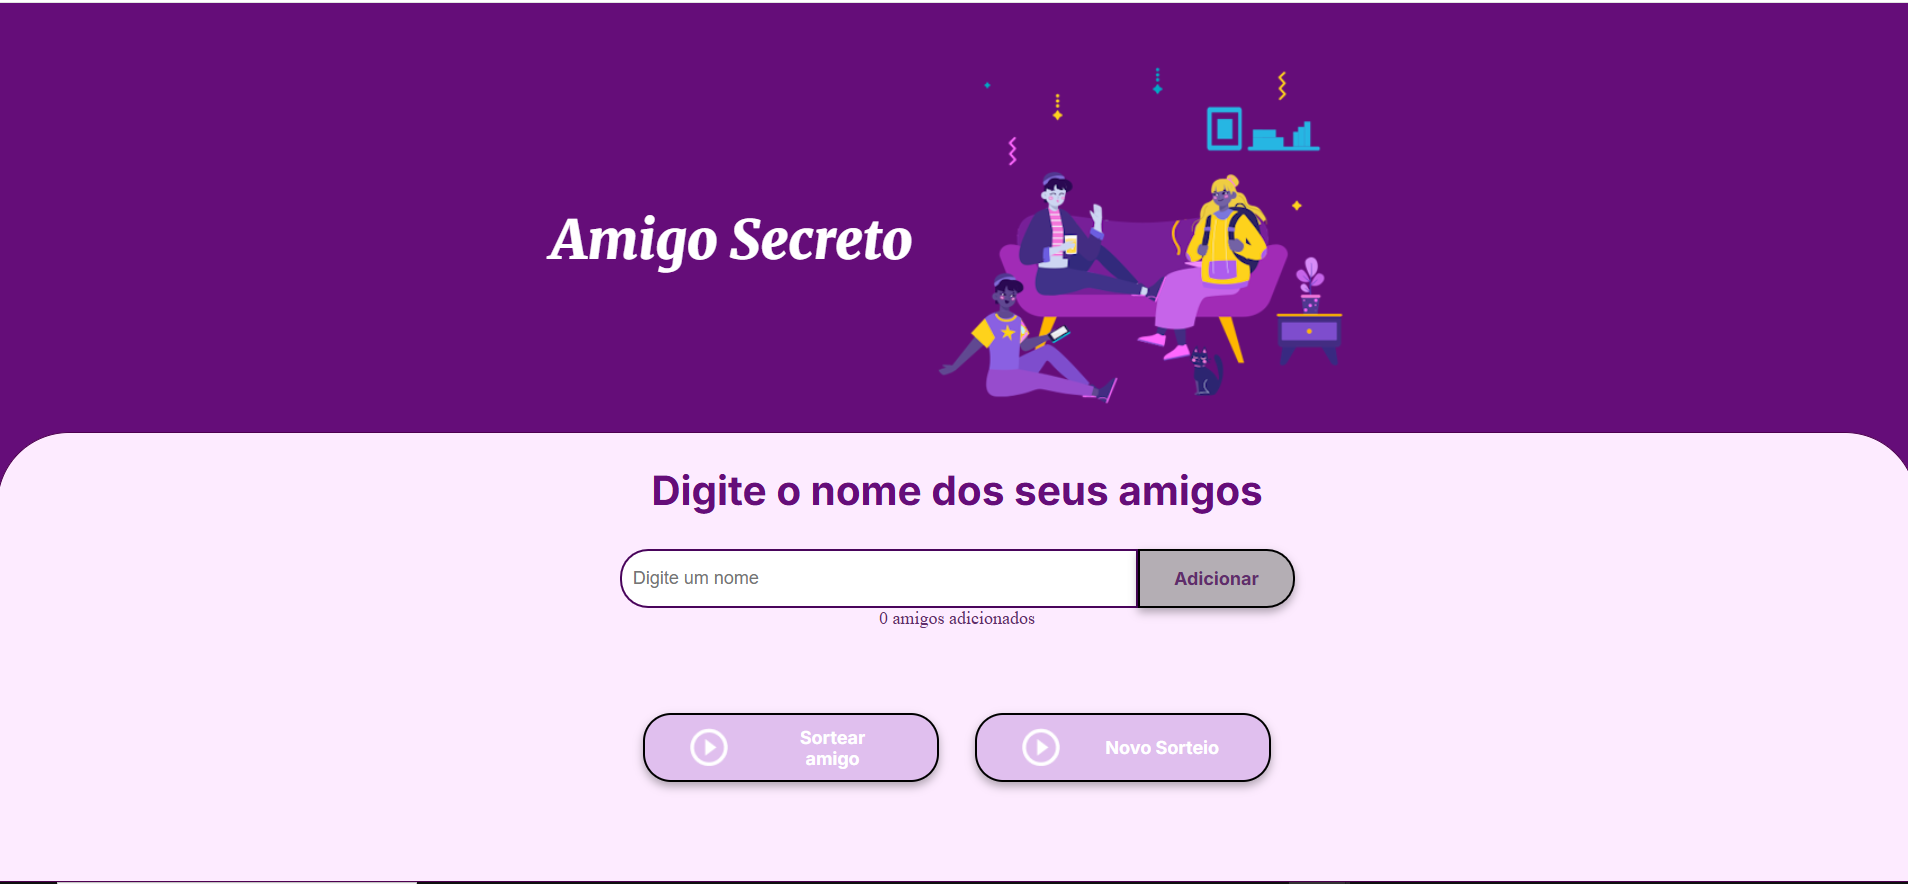 Amigo Secreto
Digite o nome dos seus amigos
Digite um nome
Adicionar
0 amigos adicionados
Sortear
amigo
Novo Sorteio